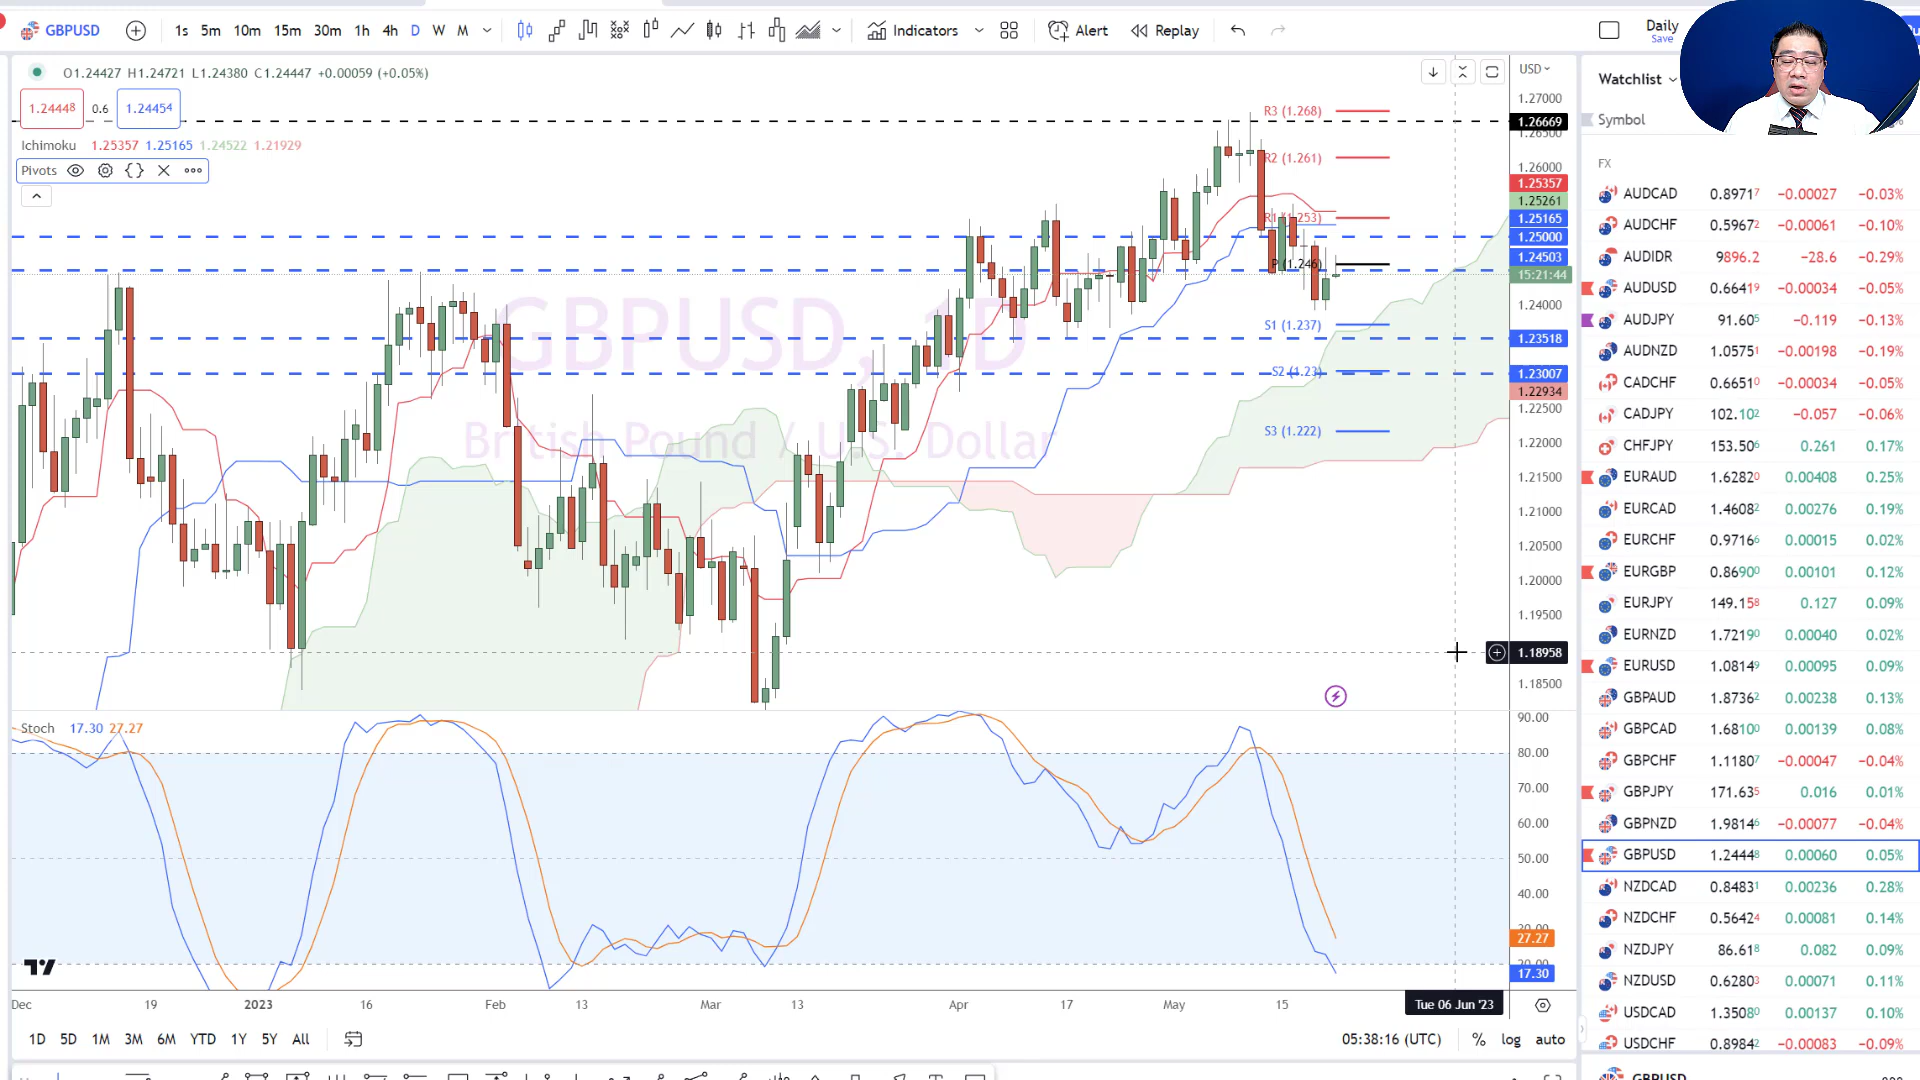 GBPUSD 1s 5m 10m 15m 30m 1h 4h D W M Indicators Alert Replay Daily
Save
O1.24427 H1.24721 L1.24380 C1.24447 +0.00059 (+0.05%)
1.24448 0.6 1.24454
Ichimoku 1.25357 1.25165 1.24522 1.21929
Pivots
GBPUSD, 1D
British Pound / U.S. Dollar
R3 (1.268)
R2 (1.261)
R1 (1.253)
P (1.246)
S1 (1.237)
S2 (1.23)
S3 (1.222)
USD
1.27000
1.26669
1.26500
1.26000
1.25357
1.25261
1.25165
1.25000
1.24503
15:21:44
1.24000
1.23518
1.23007
1.22934
1.22500
1.22000
1.21500
1.21000
1.20500
1.20000
1.19500
1.18958
1.18500
Stoch 17.30 27.27
90.00
80.00
70.00
60.00
50.00
40.00
30.00
27.27
20.00
17.30
Dec 19 2023 16 Feb 13 Mar 13 Apr 17 May 15 Tue 06 Jun '23
1D 5D 1M 3M 6M YTD 1Y 5Y All 05:38:16 (UTC) % log auto
Watchlist
Symbol
FX
AUDCAD 0.89717 −0.00027 −0.03%
AUDCHF 0.59672 −0.00061 −0.10%
AUDIDR 9896.2 −28.6 −0.29%
AUDUSD 0.66419 −0.00034 −0.05%
AUDJPY 91.605 −0.119 −0.13%
AUDNZD 1.05751 −0.00198 −0.19%
CADCHF 0.66510 −0.00034 −0.05%
CADJPY 102.102 −0.057 −0.06%
CHFJPY 153.506 0.261 0.17%
EURAUD 1.62820 0.00408 0.25%
EURCAD 1.46082 0.00276 0.19%
EURCHF 0.97166 0.00015 0.02%
EURGBP 0.86900 0.00101 0.12%
EURJPY 149.158 0.127 0.09%
EURNZD 1.72190 0.00040 0.02%
EURUSD 1.08149 0.00095 0.09%
GBPAUD 1.87362 0.00238 0.13%
GBPCAD 1.68100 0.00139 0.08%
GBPCHF 1.11807 −0.00047 −0.04%
GBPJPY 171.635 0.016 0.01%
GBPNZD 1.98146 −0.00077 −0.04%
GBPUSD 1.24448 0.00060 0.05%
NZDCAD 0.84831 0.00236 0.28%
NZDCHF 0.56424 0.00081 0.14%
NZDJPY 86.618 0.082 0.09%
NZDUSD 0.62803 0.00071 0.11%
USDCAD 1.35080 0.00137 0.10%
USDCHF 0.89842 −0.00083 −0.09%
GBPUSD